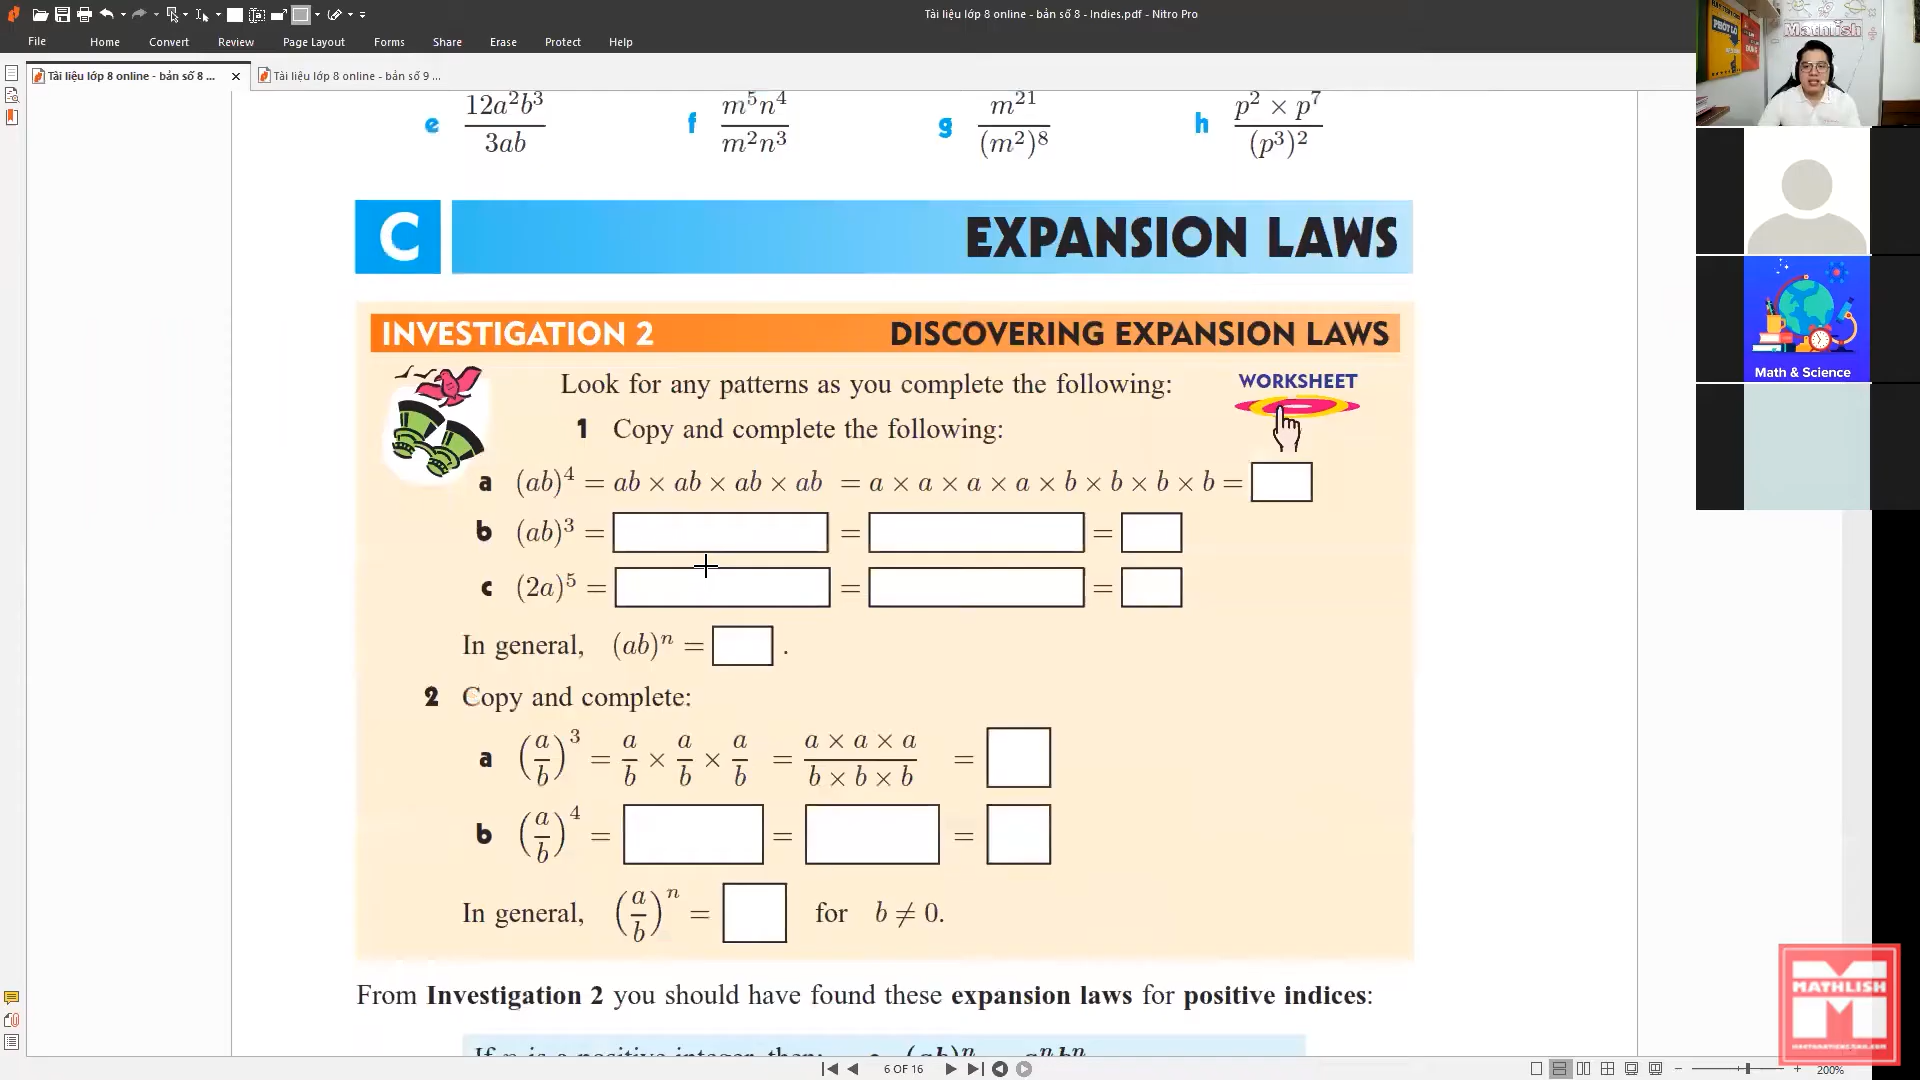 Tài liệu lớp 8 online - bản số 8 - Indies.pdf - Nitro Pro
File Home Convert Review Page Layout Forms Share Erase Protect Help
Tài liệu lớp 8 online - bản số 8 ... × Tài liệu lớp 8 online - bản số 9 ...
e 12a²b³/3ab f m⁵n⁴/m²n³ g m²¹/(m²)⁸ h p² × p⁷/(p³)²
C EXPANSION LAWS
INVESTIGATION 2 DISCOVERING EXPANSION LAWS
Look for any patterns as you complete the following:
WORKSHEET
1 Copy and complete the following:
a (ab)⁴ = ab × ab × ab × ab = a × a × a × a × b × b × b × b =
b (ab)³ = = =
c (2a)⁵ = = =
In general, (ab)ⁿ = .
2 Copy and complete:
a (a/b)³ = a/b × a/b × a/b = a × a × a/b × b × b =
b (a/b)⁴ = = =
In general, (a/b)ⁿ = for b ≠ 0.
From Investigation 2 you should have found these expansion laws for positive indices:
6 OF 16
200%
Mathlish
Math & Science
MATHLISH